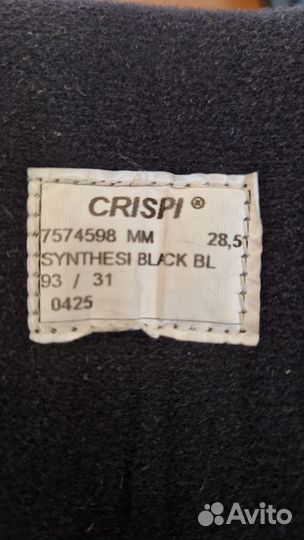 CRISPI ®
7574598 MM 28,5
SYNTHESI BLACK BL
93 / 31
0425
Avito